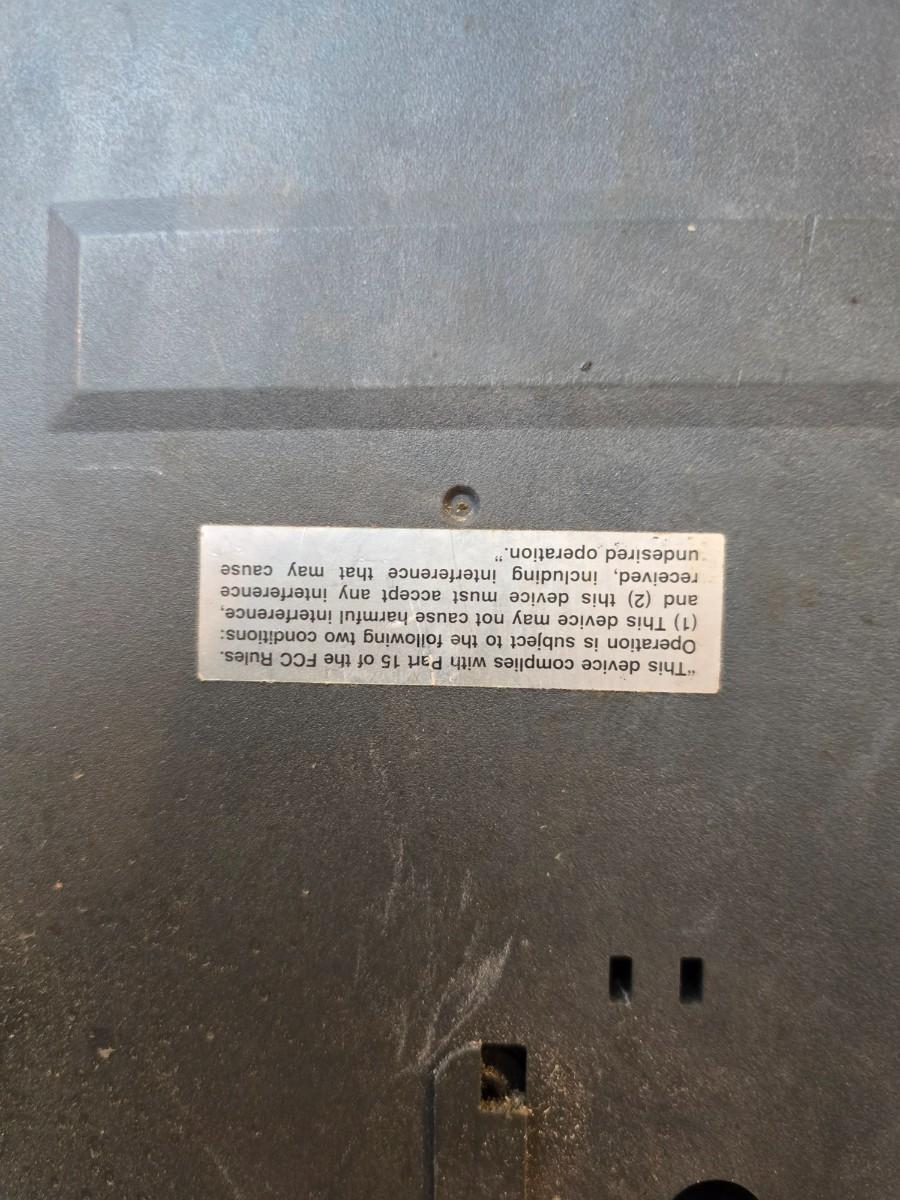 “This device complies with Part 15 of the FCC Rules.
Operation is subject to the following two conditions:
(1) This device may not cause harmful interference,
and (2) this device must accept any interference
received, including interference that may cause
undesired operation.”